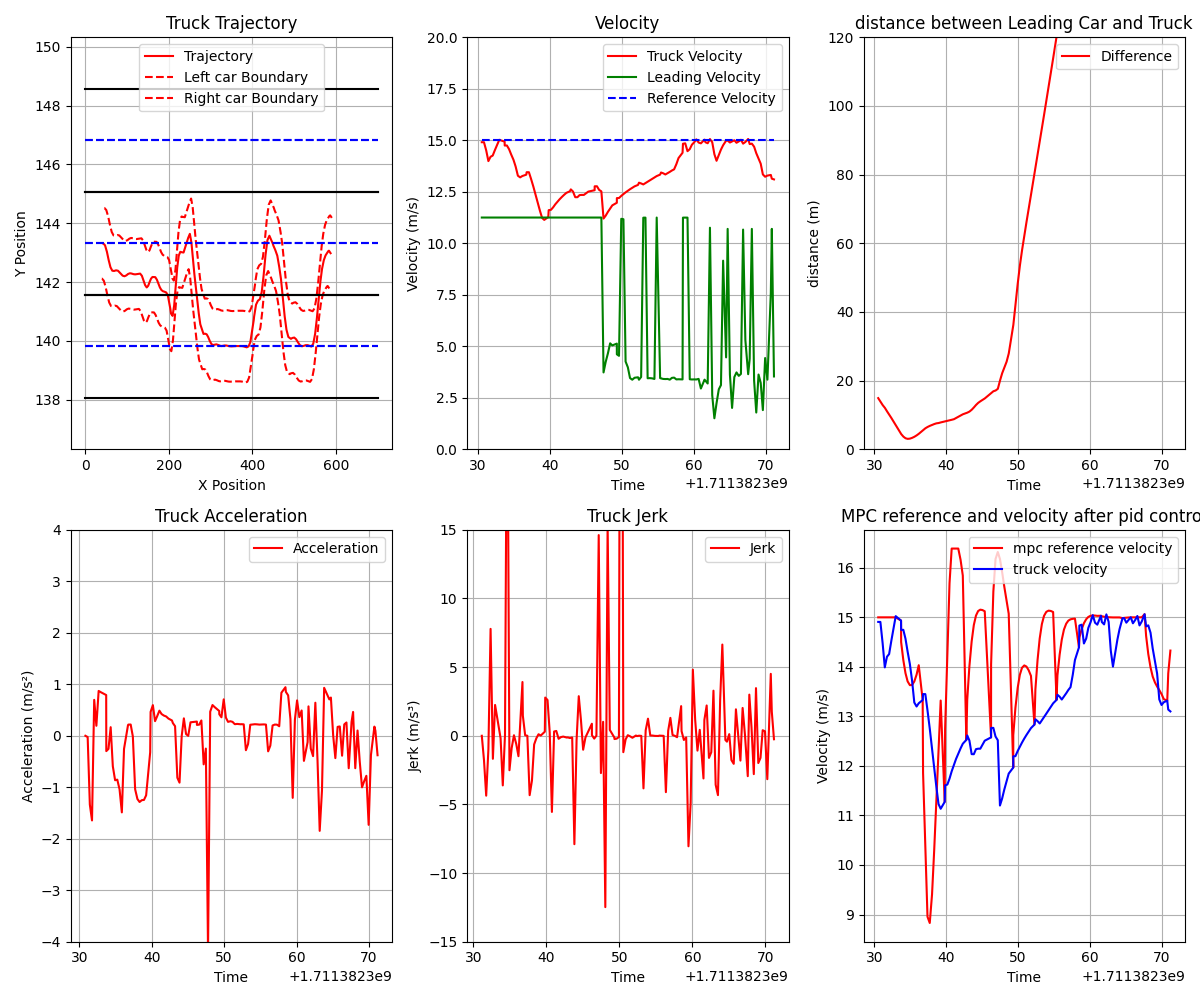 Truck Trajectory
Trajectory
Left car Boundary
Right car Boundary
150
148
146
144
142
140
138
Y Position
0 200 400 600
X Position
Velocity
Truck Velocity
Leading Velocity
Reference Velocity
20.0
17.5
15.0
12.5
10.0
7.5
5.0
2.5
0.0
Velocity (m/s)
30 40 50 60 70
Time +1.7113823e9
distance between Leading Car and Truck
Difference
120
100
80
60
40
20
0
distance (m)
30 40 50 60 70
Time +1.7113823e9
Truck Acceleration
Acceleration
4
3
2
1
0
−1
−2
−3
−4
Acceleration (m/s²)
30 40 50 60 70
Time +1.7113823e9
Truck Jerk
Jerk
15
10
5
0
−5
−10
−15
Jerk (m/s³)
30 40 50 60 70
Time +1.7113823e9
MPC reference and velocity after pid contro
mpc reference velocity
truck velocity
16
15
14
13
12
11
10
9
Velocity (m/s)
30 40 50 60 70
Time +1.7113823e9